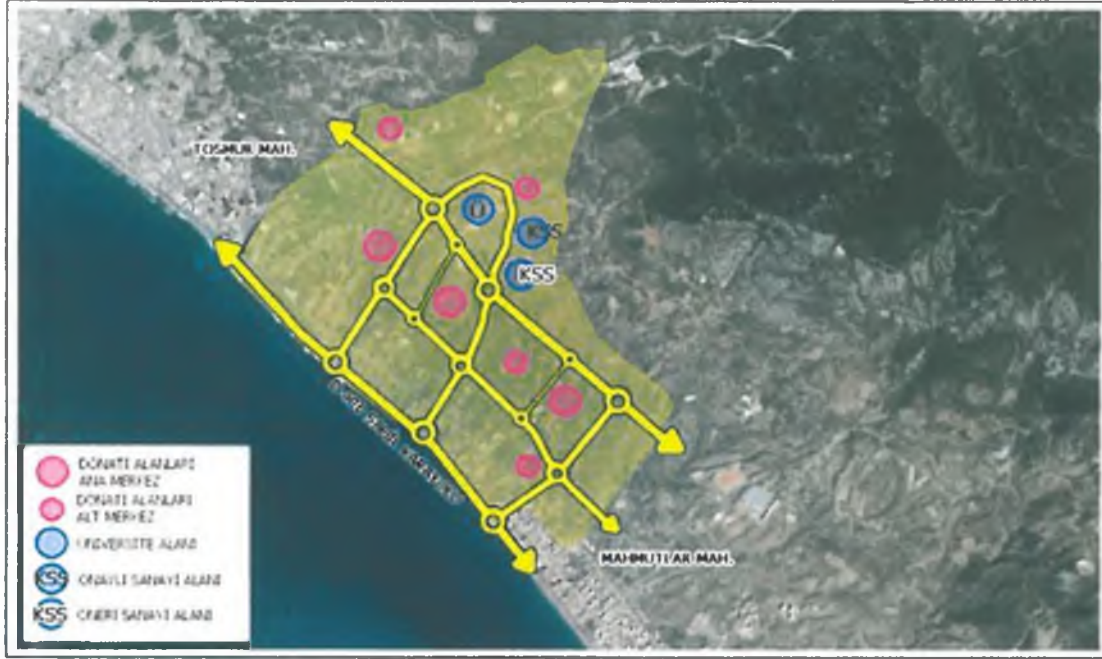 TOSMUR MAH.
Ü
KSS
KSS
MAHMUTLAR MAH.
DONATI ALANLARI
ANA MERKEZ
DONATI ALANLARI
ALT MERKEZ
ÜNİVERSİTE ALANI
KSS ONAYLI SANAYİ ALANI
KSS ÖNERİ SANAYİ ALANI